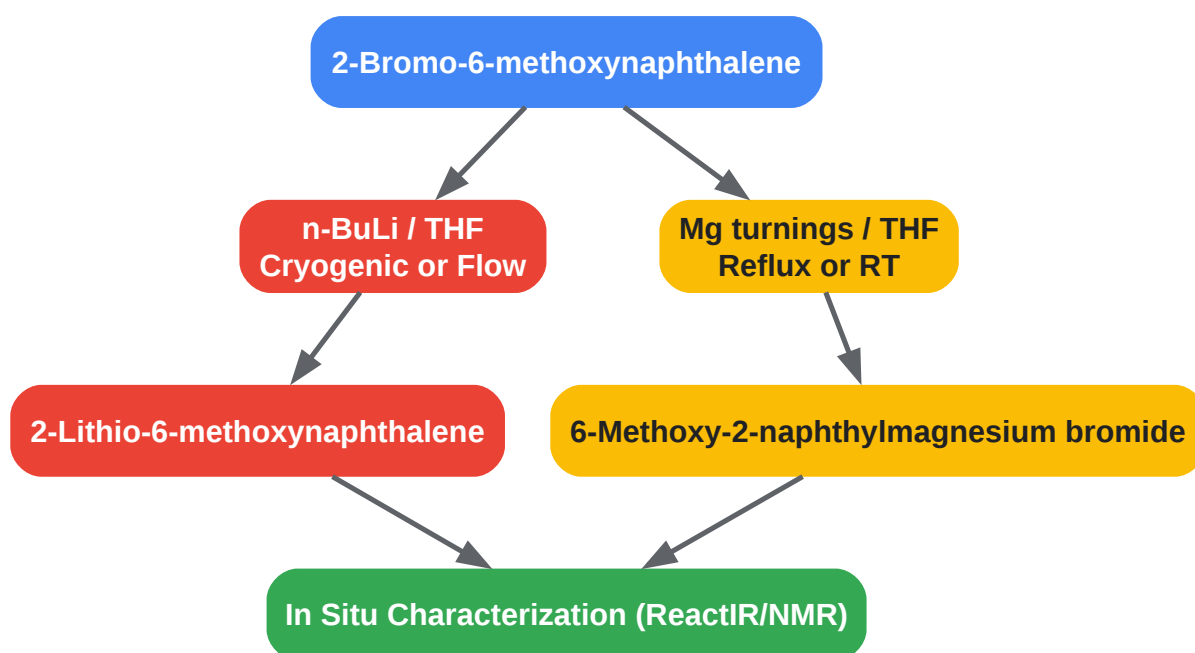 2-Bromo-6-methoxynaphthalene
n-BuLi / THF
Cryogenic or Flow
Mg turnings / THF
Reflux or RT
2-Lithio-6-methoxynaphthalene
6-Methoxy-2-naphthylmagnesium bromide
In Situ Characterization (ReactIR/NMR)